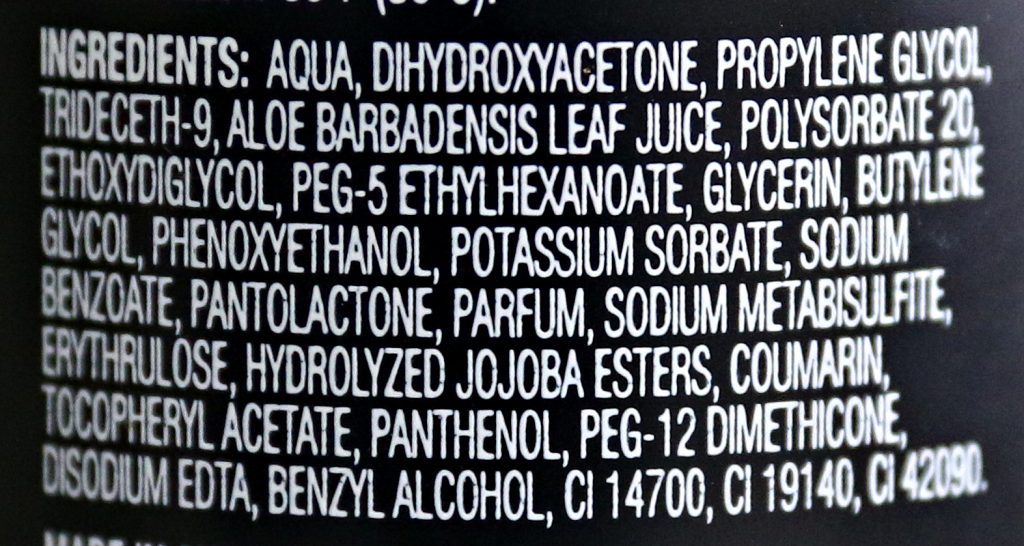 INGREDIENTS: AQUA, DIHYDROXYACETONE, PROPYLENE GLYCOL,
TRIDECETH-9, ALOE BARBADENSIS LEAF JUICE, POLYSORBATE 20,
ETHOXYDIGLYCOL, PEG-5 ETHYLHEXANOATE, GLYCERIN, BUTYLENE
GLYCOL, PHENOXYETHANOL, POTASSIUM SORBATE, SODIUM
BENZOATE, PANTOLACTONE, PARFUM, SODIUM METABISULFITE,
ERYTHRULOSE, HYDROLYZED JOJOBA ESTERS, COUMARIN,
TOCOPHERYL ACETATE, PANTHENOL, PEG-12 DIMETHICONE,
DISODIUM EDTA, BENZYL ALCOHOL, CI 14700, CI 19140, CI 42090.